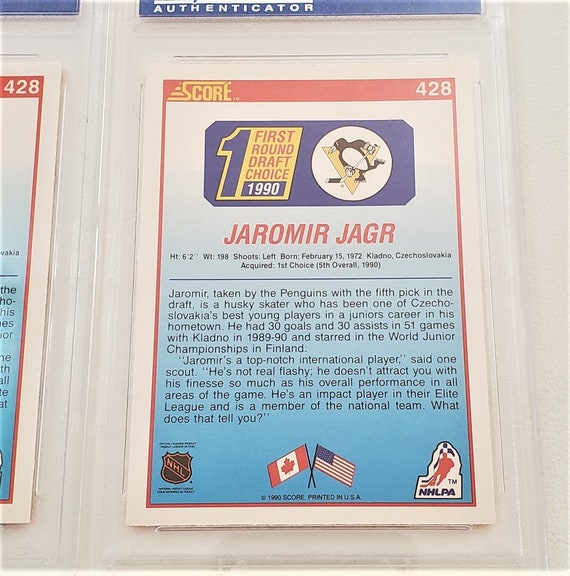 AUTHENTICATOR
428
SCORE™
428
1 FIRST
ROUND
DRAFT
CHOICE
1990
JAROMIR JAGR
Ht: 6'2" Wt: 198 Shoots: Left Born: February 15, 1972 Kladno, Czechoslovakia
Acquired: 1st Choice (5th Overall, 1990)
Jaromir, taken by the Penguins with the fifth pick in the
draft, is a husky skater who has been one of Czecho-
slovakia's best young players in a juniors career in his
hometown. He had 30 goals and 30 assists in 51 games
with Kladno in 1989-90 and starred in the World Junior
Championships in Finland.
"Jaromir's a top-notch international player," said one
scout. "He's not real flashy; he doesn't attract you with
his finesse so much as his overall performance in all
areas of the game. He's an impact player in their Elite
League and is a member of the national team. What
does that tell you?"
NHL
NHLPA
TM
© 1990 SCORE, PRINTED IN U.S.A.